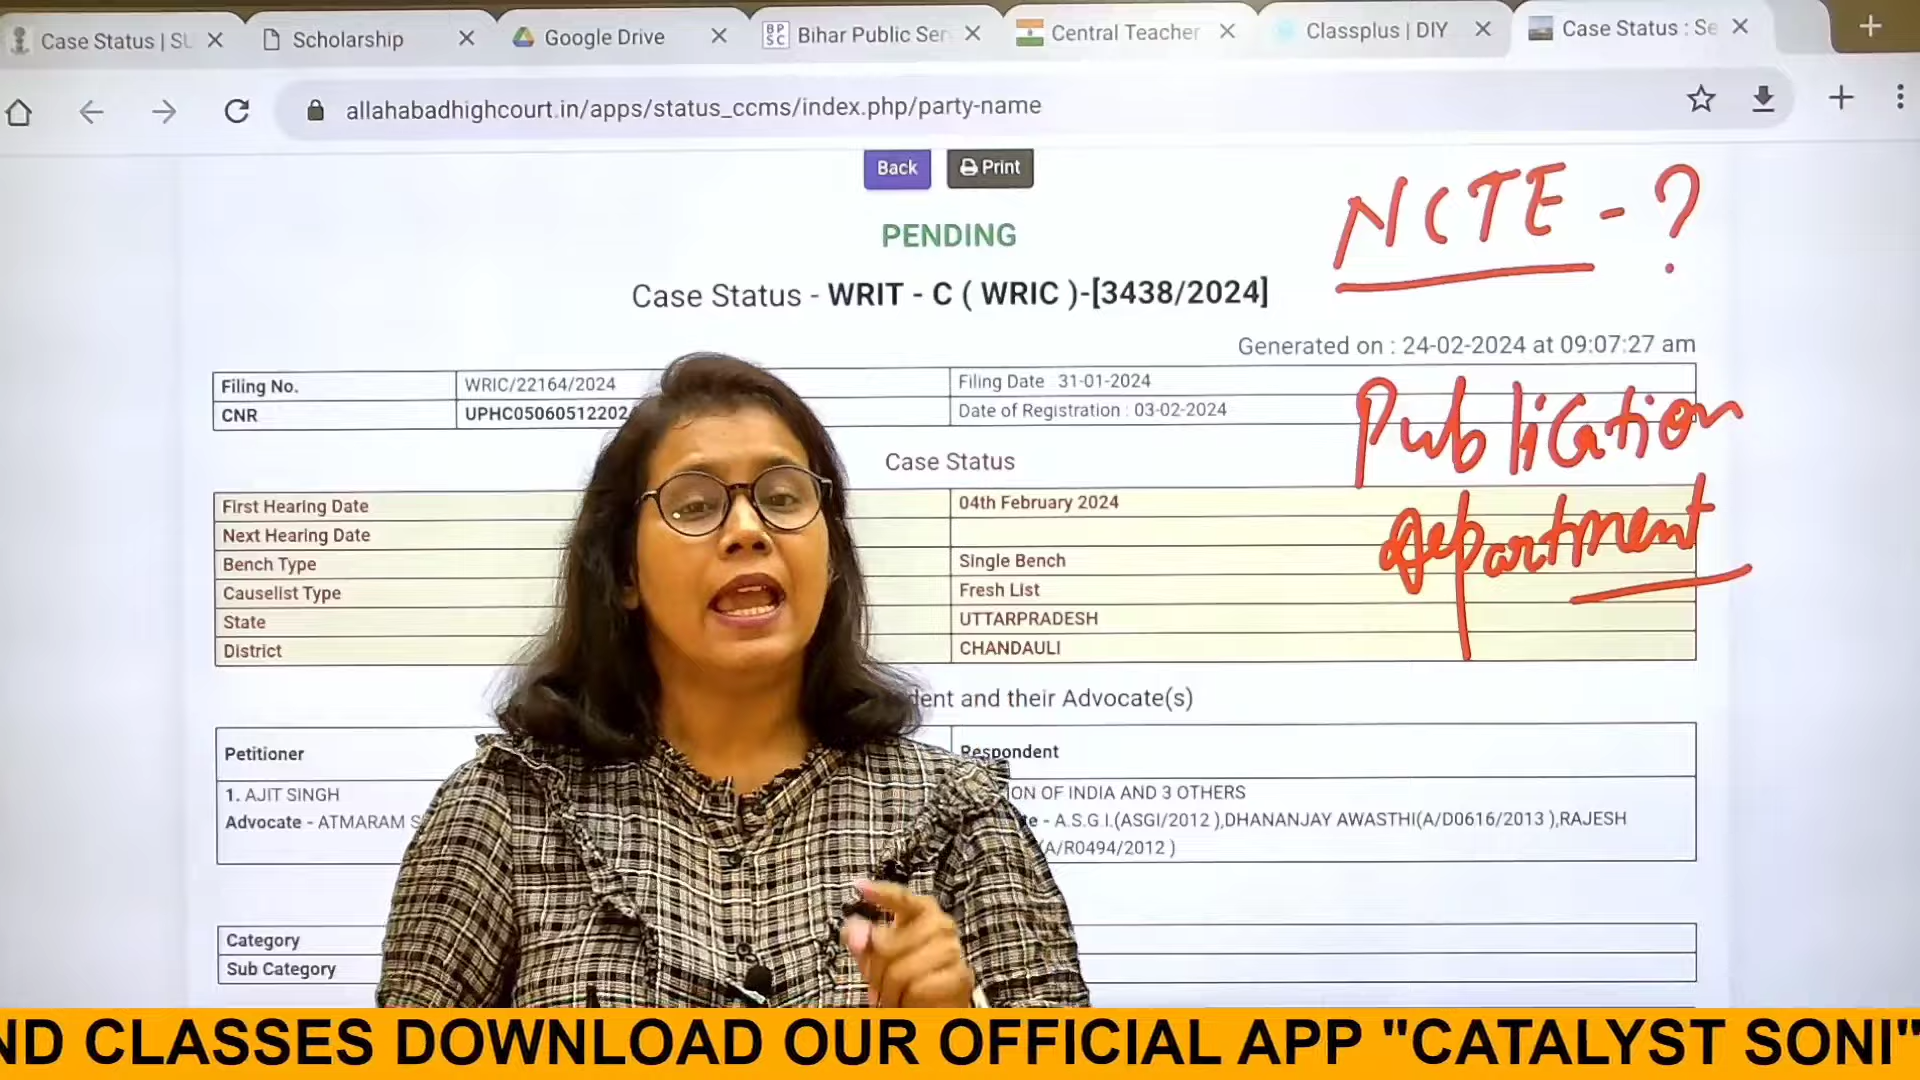 Case Status | SU
Scholarship
Google Drive
Bihar Public Ser
Central Teacher
Classplus | DIY
Case Status : Se
allahabadhighcourt.in/apps/status_ccms/index.php/party-name
Back Print
PENDING
NCTE - ?
Case Status - WRIT - C ( WRIC )-[3438/2024]
Generated on : 24-02-2024 at 09:07:27 am
Filing No. WRIC/22164/2024 Filing Date : 31-01-2024
CNR UPHC05060512202 Date of Registration : 03-02-2024
Publication
department
Case Status
First Hearing Date 04th February 2024
Next Hearing Date
Bench Type Single Bench
Causelist Type Fresh List
State UTTARPRADESH
District CHANDAULI
dent and their Advocate(s)
Petitioner Respondent
1. AJIT SINGH ION OF INDIA AND 3 OTHERS
Advocate - ATMARAM S te - A.S.G.I.(ASGI/2012 ),DHANANJAY AWASTHI(A/D0616/2013 ),RAJESH
(A/R0494/2012 )
Category
Sub Category
ND CLASSES DOWNLOAD OUR OFFICIAL APP "CATALYST SONI"